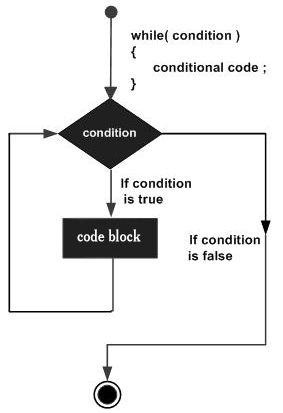 while( condition )
{
conditional code ;
}
condition
If condition
is true
code block
If condition
is false